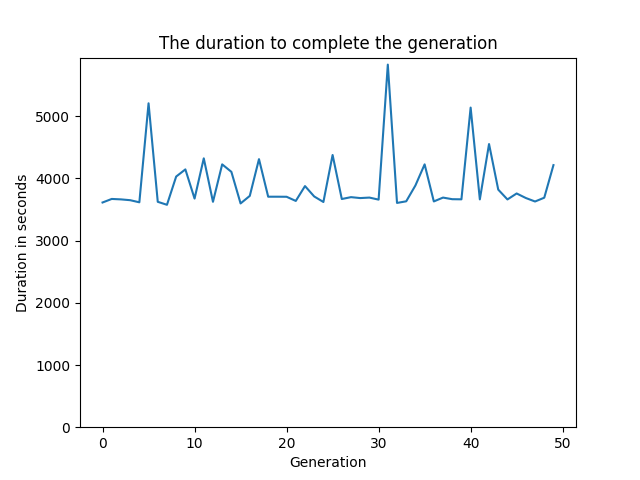 The duration to complete the generation
Duration in seconds
5000
4000
3000
2000
1000
0
0 10 20 30 40 50
Generation